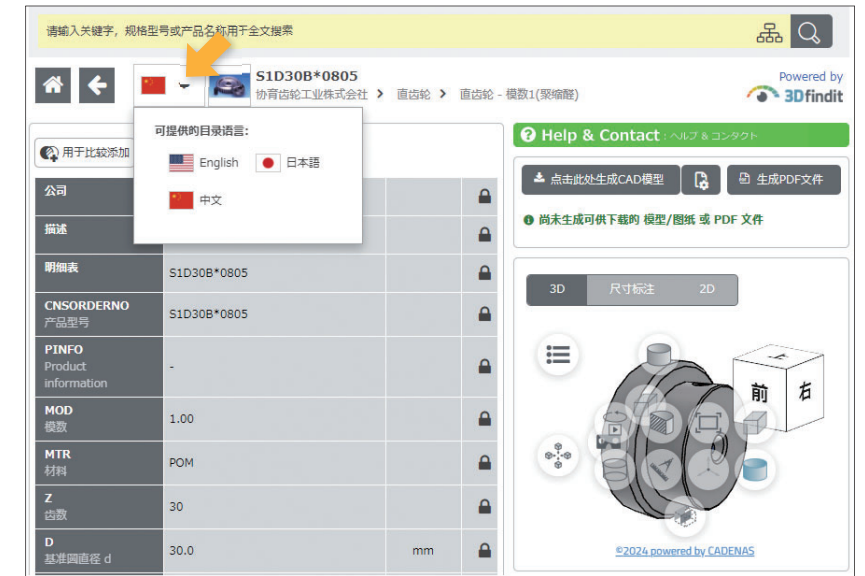 请输入关键字，规格型号或产品名称用于全文搜索
S1D30B*0805
协育齿轮工业株式会社 > 直齿轮 > 直齿轮 - 模数1(聚缩醛)
Powered by
3Dfindit
可提供的目录语言:
English 日本語
中文
用于比较添加
公司
描述
明细表 S1D30B*0805
CNSORDERNO
产品型号
S1D30B*0805
PINFO
Product
information
-
MOD
模数
1.00
MTR
材料
POM
Z
齿数
30
D
基准圆直径 d
30.0 mm
Help & Contact : ヘルプ & コンタクト
点击此处生成CAD模型
生成PDF文件
尚未生成可供下载的 模型/图纸 或 PDF 文件
3D 尺寸标注 2D
前 右
©2024 powered by CADENAS